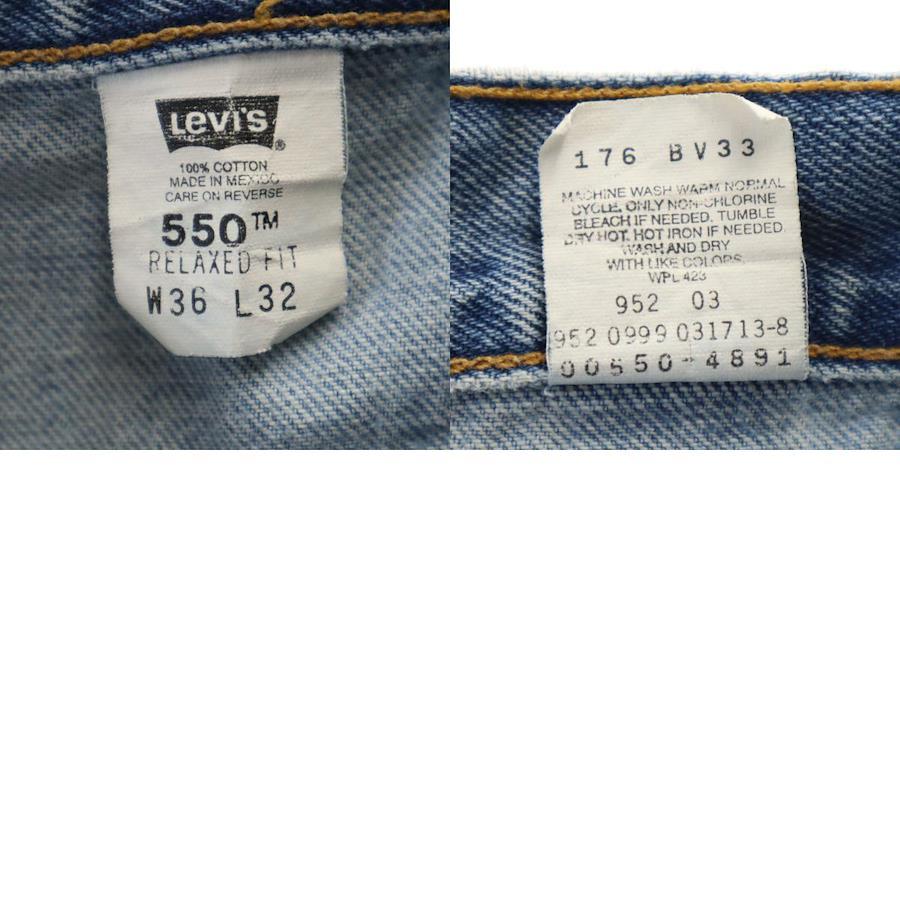 LEVI'S®
100% COTTON
MADE IN MEXICO
CARE ON REVERSE
550™
RELAXED FIT
W36 L32
176 BV33
MACHINE WASH WARM NORMAL
CYCLE, ONLY NON-CHLORINE
BLEACH IF NEEDED. TUMBLE
DRY HOT. HOT IRON IF NEEDED.
WASH AND DRY
WITH LIKE COLORS.
WPL 423
952 03
952 0999 031713-8
00550-4891